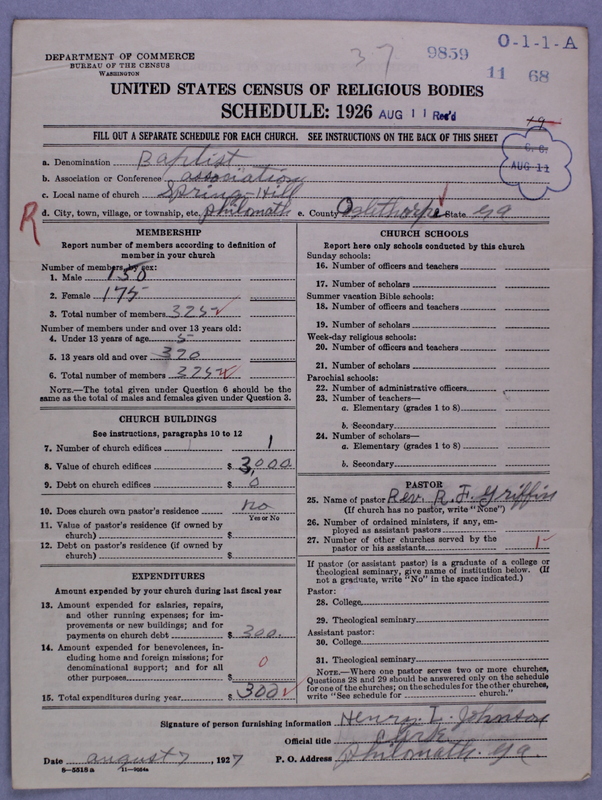 DEPARTMENT OF COMMERCE
BUREAU OF THE CENSUS
WASHINGTON
37
9859
O-1-1-A
11 68
UNITED STATES CENSUS OF RELIGIOUS BODIES
SCHEDULE: 1926 AUG 11 Rec'd
FILL OUT A SEPARATE SCHEDULE FOR EACH CHURCH. SEE INSTRUCTIONS ON THE BACK OF THIS SHEET
C. C.
AUG 11
a. Denomination Baptist
b. Association or Conference association
c. Local name of church Spring-Hill
R
d. City, town, village, or township, etc. Philomath e. County Oglethorpe State Ga
MEMBERSHIP
Report number of members according to definition of member in your church
Number of members by sex:
1. Male 150
2. Female 175
3. Total number of members 325
Number of members under and over 13 years old:
4. Under 13 years of age 5
5. 13 years old and over 320
6. Total number of members 325
NOTE.—The total given under Question 6 should be the
same as the total of males and females given under Question 3.
CHURCH BUILDINGS
See instructions, paragraphs 10 to 12
7. Number of church edifices 1
8. Value of church edifices $ 3,000
9. Debt on church edifices $ 0
10. Does church own pastor's residence no
Yes or No
11. Value of pastor's residence (if owned by
church) $
12. Debt on pastor's residence (if owned by
church) $
EXPENDITURES
Amount expended by your church during last fiscal year
13. Amount expended for salaries, repairs,
and other running expenses; for im-
provements or new buildings; and for
payments on church debt $ 300.
14. Amount expended for benevolences, in-
cluding home and foreign missions; for
denominational support; and for all
other purposes $ 0
15. Total expenditures during year $ 300
CHURCH SCHOOLS
Report here only schools conducted by this church
Sunday schools:
16. Number of officers and teachers
17. Number of scholars
Summer vacation Bible schools:
18. Number of officers and teachers
19. Number of scholars
Week-day religious schools:
20. Number of officers and teachers
21. Number of scholars
Parochial schools:
22. Number of administrative officers
23. Number of teachers—
a. Elementary (grades 1 to 8)
b. Secondary
24. Number of scholars—
a. Elementary (grades 1 to 8)
b. Secondary
PASTOR
25. Name of pastor Rev. R. F. Griffin
(If church has no pastor, write "None")
26. Number of ordained ministers, if any, em-
ployed as assistant pastors
27. Number of other churches served by the
pastor or his assistants 1
If pastor (or assistant pastor) is a graduate of a college or
theological seminary, give name of institution below. (If
not a graduate, write "No" in the space indicated.)
Pastor:
28. College
29. Theological seminary
Assistant pastor:
30. College
31. Theological seminary
NOTE.—Where one pastor serves two or more churches,
Questions 28 and 29 should be answered only on the schedule
for one of the churches; on the schedules for the other churches,
write "See schedule for church."
Signature of person furnishing information Henry L. Johnson
Official title Clerk
Date august 7, 1927 P. O. Address Philomath. Ga.
8-5518a 11-9024a